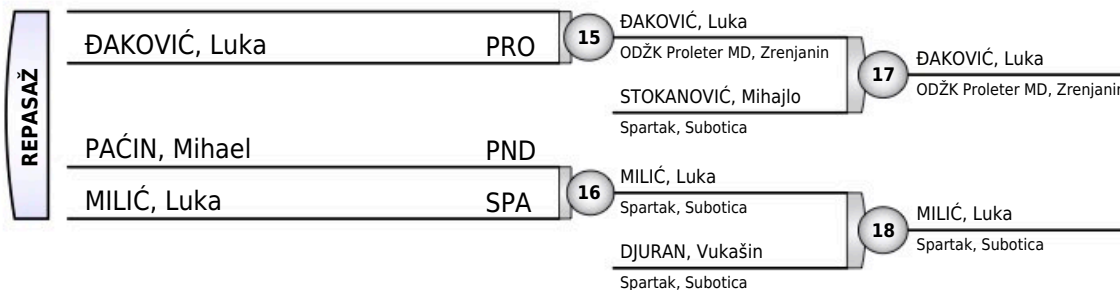 REPASAŽ
ĐAKOVIĆ, Luka PRO
PAĆIN, Mihael PND
MILIĆ, Luka SPA
15
ĐAKOVIĆ, Luka
ODŽK Proleter MD, Zrenjanin
STOKANOVIĆ, Mihajlo
Spartak, Subotica
16
MILIĆ, Luka
Spartak, Subotica
DJURAN, Vukašin
Spartak, Subotica
17
ĐAKOVIĆ, Luka
ODŽK Proleter MD, Zrenjanin
18
MILIĆ, Luka
Spartak, Subotica